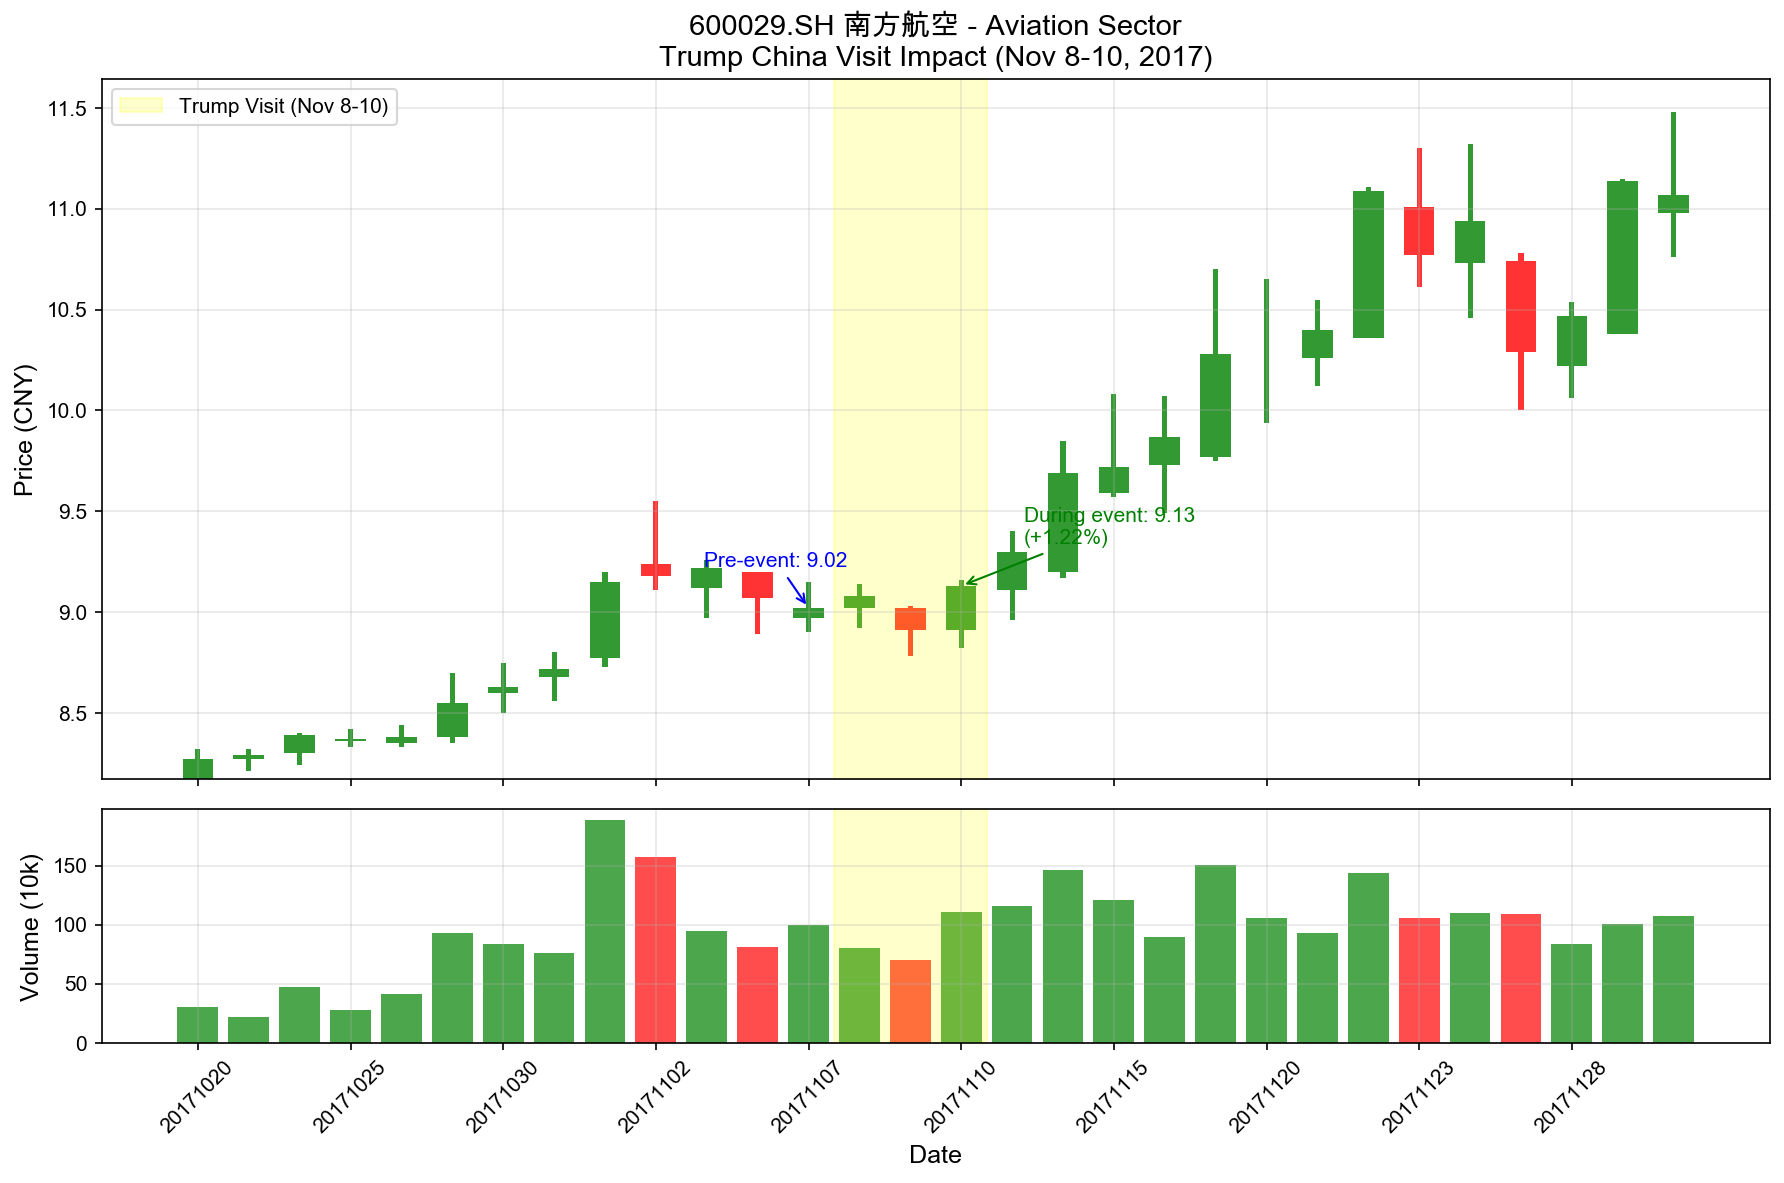 600029.SH 南方航空 - Aviation Sector
Trump China Visit Impact (Nov 8-10, 2017)
Trump Visit (Nov 8-10)
Price (CNY)
11.5
11.0
10.5
10.0
9.5
9.0
8.5
Pre-event: 9.02
During event: 9.13
(+1.22%)
Volume (10k)
150
100
50
0
20171020
20171025
20171030
20171102
20171107
20171110
20171115
20171120
20171123
20171128
Date